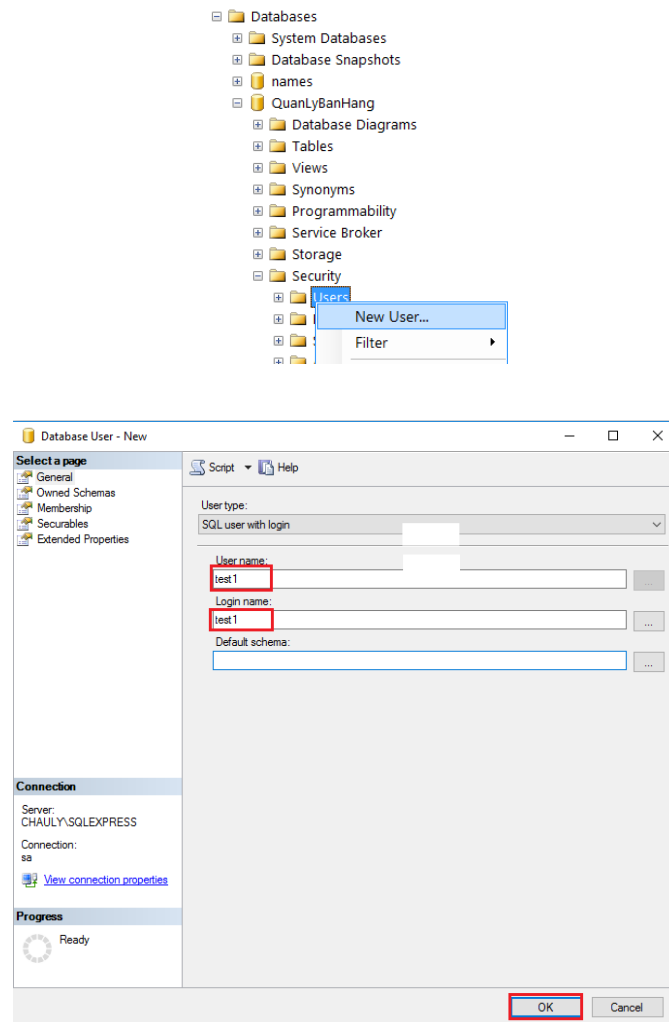 Databases
System Databases
Database Snapshots
names
QuanLyBanHang
Database Diagrams
Tables
Views
Synonyms
Programmability
Service Broker
Storage
Security
Users
New User...
Filter
Database User - New
Select a page
General
Owned Schemas
Membership
Securables
Extended Properties
Script
Help
User type:
SQL user with login
User name:
test1
...
Login name:
test1
...
Default schema:
...
Connection
Server:
CHAULY\SQLEXPRESS
Connection:
sa
View connection properties
Progress
Ready
OK
Cancel